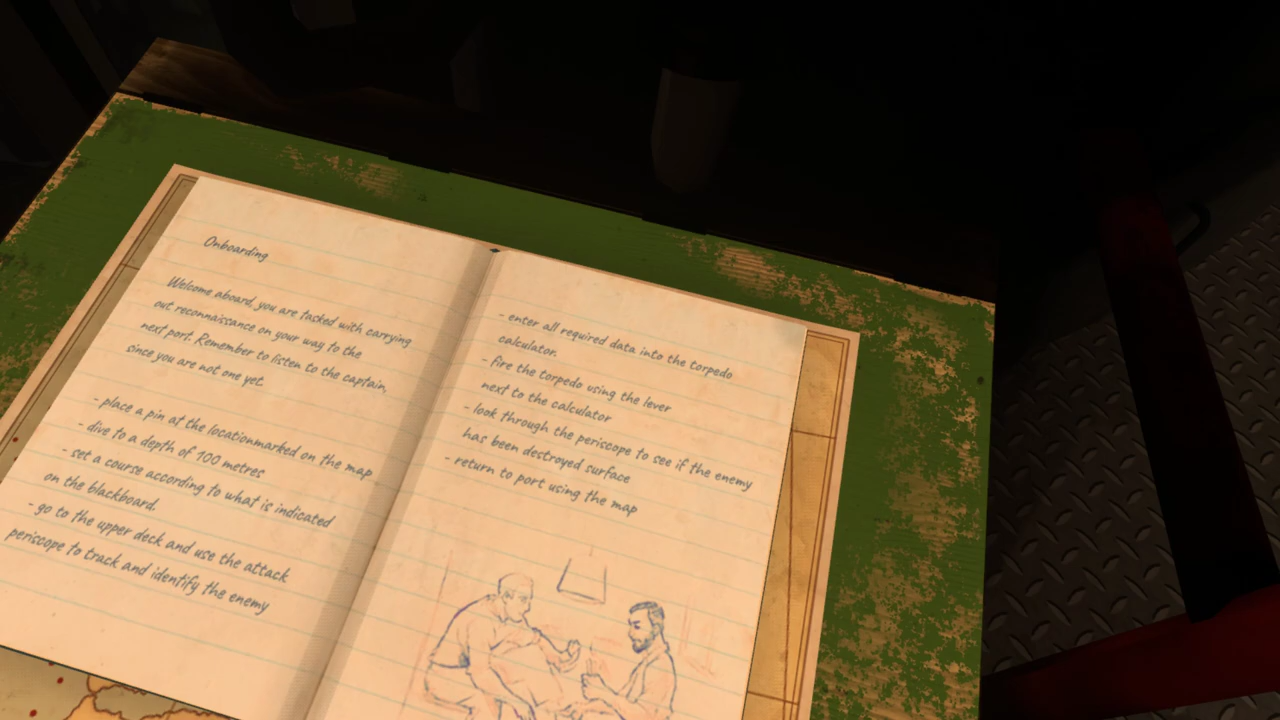 Onboarding
Welcome aboard, you are tasked with carrying
out reconnaissance on your way to the
next port. Remember to listen to the captain,
since you are not one yet.
- place a pin at the locationmarked on the map
- dive to a depth of 100 metres
- set a course according to what is indicated
on the blackboard.
- go to the upper deck and use the attack
periscope to track and identify the enemy
- enter all required data into the torpedo
calculator.
- fire the torpedo using the lever
next to the calculator
- look through the periscope to see if the enemy
has been destroyed surface
- return to port using the map